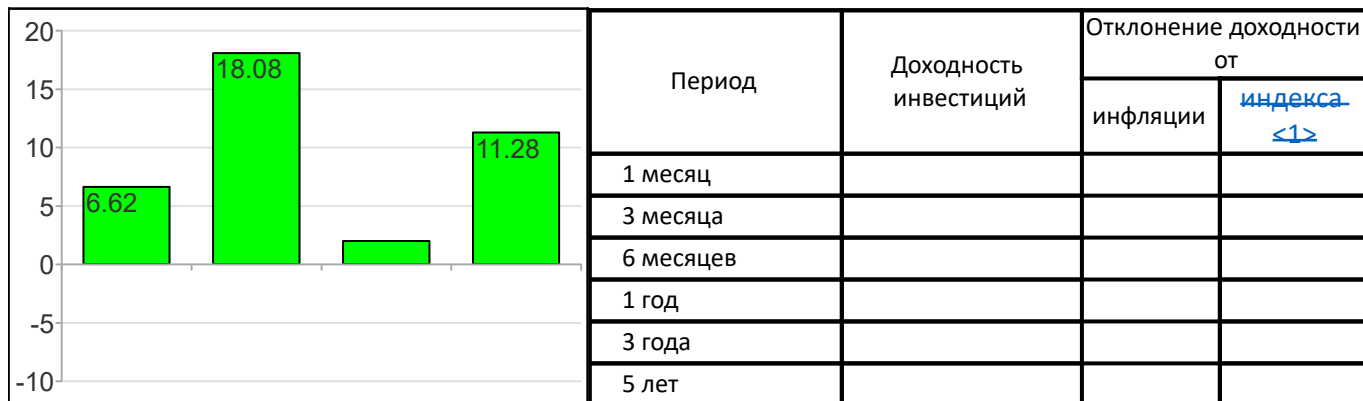 20
15
10
5
0
-5
-10
6.62
18.08
11.28
Период
Доходность
инвестиций
Отклонение доходности
от
инфляции
индекса
<1>
1 месяц
3 месяца
6 месяцев
1 год
3 года
5 лет